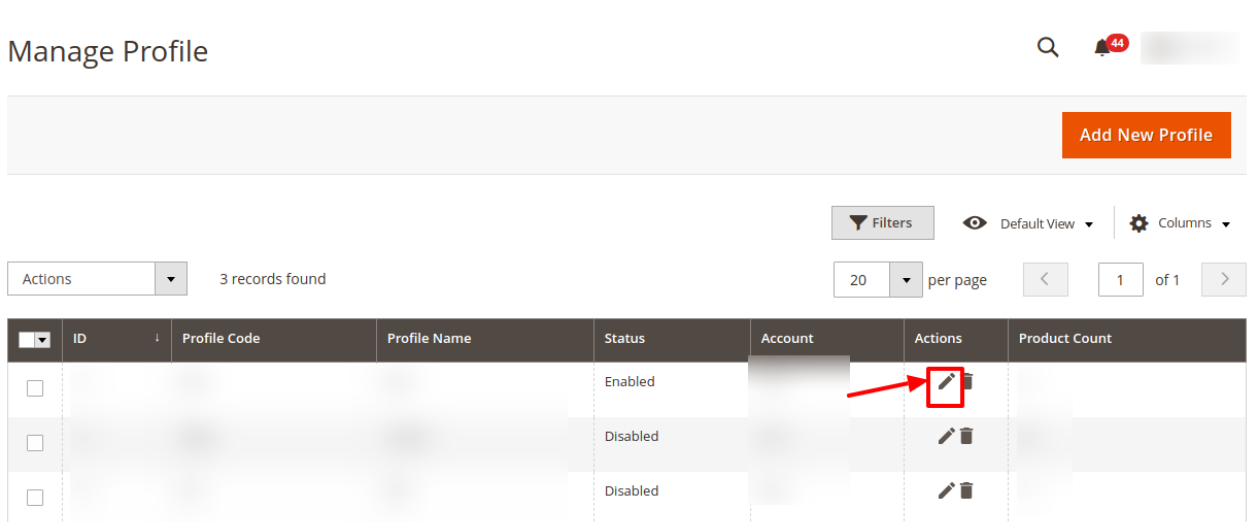 Manage Profile
44
Add New Profile
Filters Default View Columns
Actions 3 records found 20 per page 1 of 1
ID ↓ Profile Code Profile Name Status Account Actions Product Count
Enabled
Disabled
Disabled